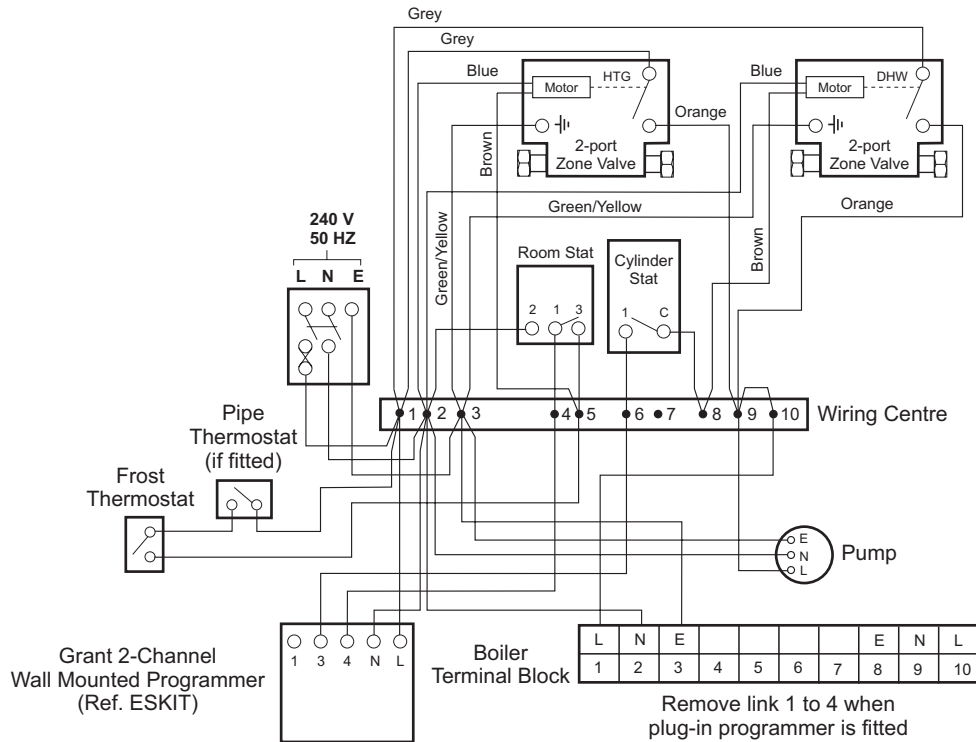 Grey
Grey
Blue
Motor
HTG
Orange
2-port
Zone Valve
Brown
Blue
Motor
DHW
2-port
Zone Valve
Green/Yellow
Orange
Green/Yellow
Brown
240 V
50 HZ
L N E
Room Stat
2 1 3
Cylinder
Stat
1 C
1 2 3 4 5 6 7 8 9 10
Wiring Centre
Pipe
Thermostat
(if fitted)
Frost
Thermostat
E
N
L
Pump
1 3 4 N L
Grant 2-Channel
Wall Mounted Programmer
(Ref. ESKIT)
Boiler
Terminal Block
L N E E N L
1 2 3 4 5 6 7 8 9 10
Remove link 1 to 4 when
plug-in programmer is fitted